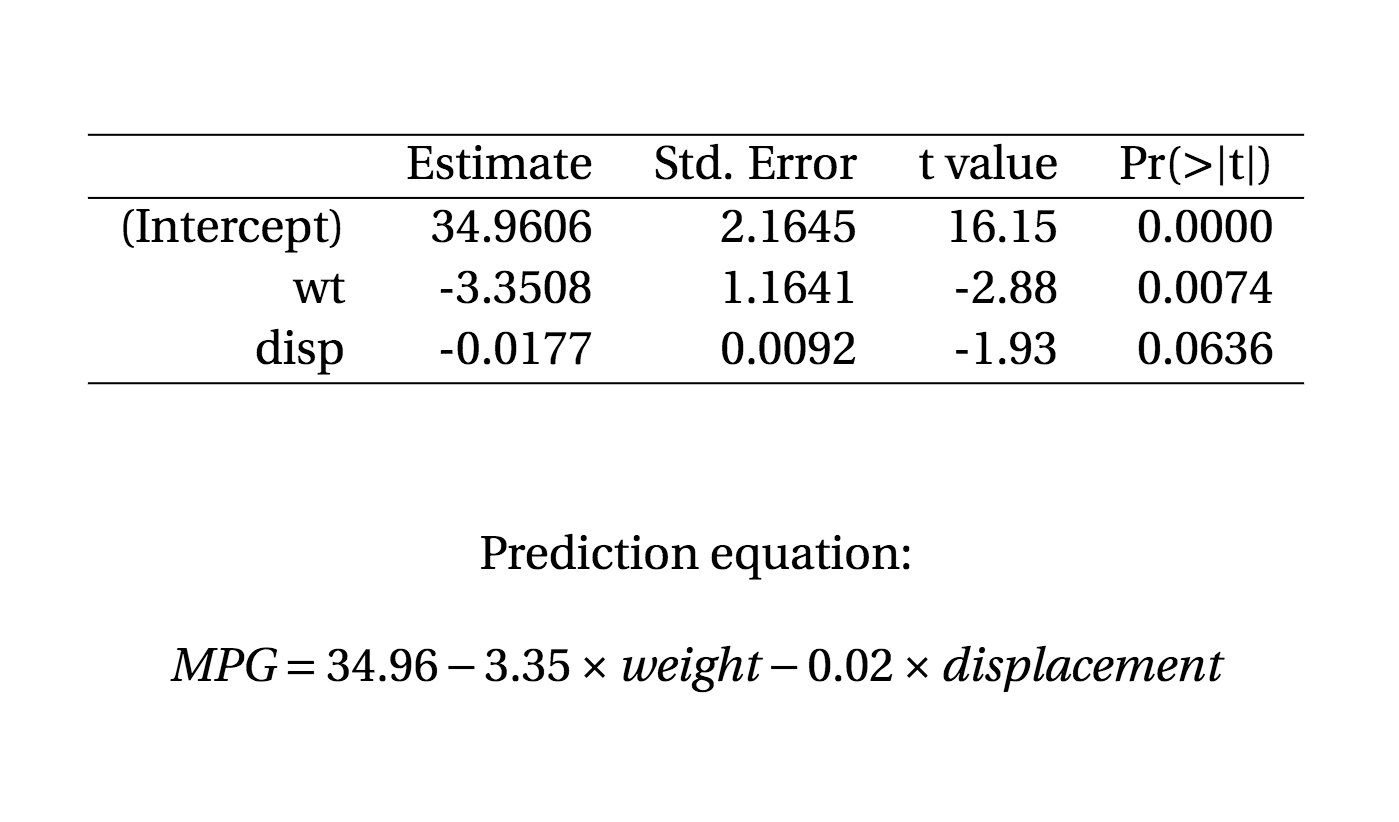 Estimate Std. Error t value Pr(>|t|)
(Intercept) 34.9606 2.1645 16.15 0.0000
wt -3.3508 1.1641 -2.88 0.0074
disp -0.0177 0.0092 -1.93 0.0636
Prediction equation:
MPG = 34.96 − 3.35 × weight − 0.02 × displacement